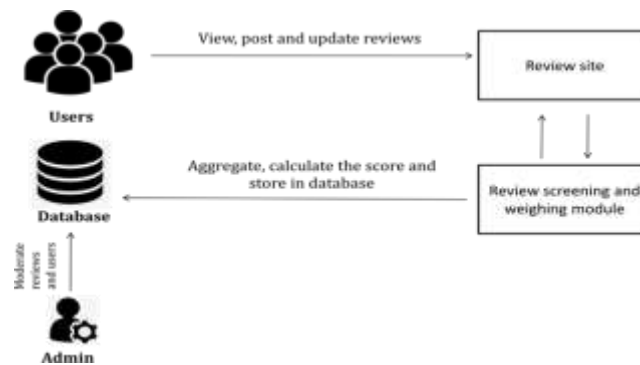 View, post and update reviews
Review site
Users
Aggregate, calculate the score and
store in database
Review screening and
weighing module
Database
Moderate
reviews
and users
Admin